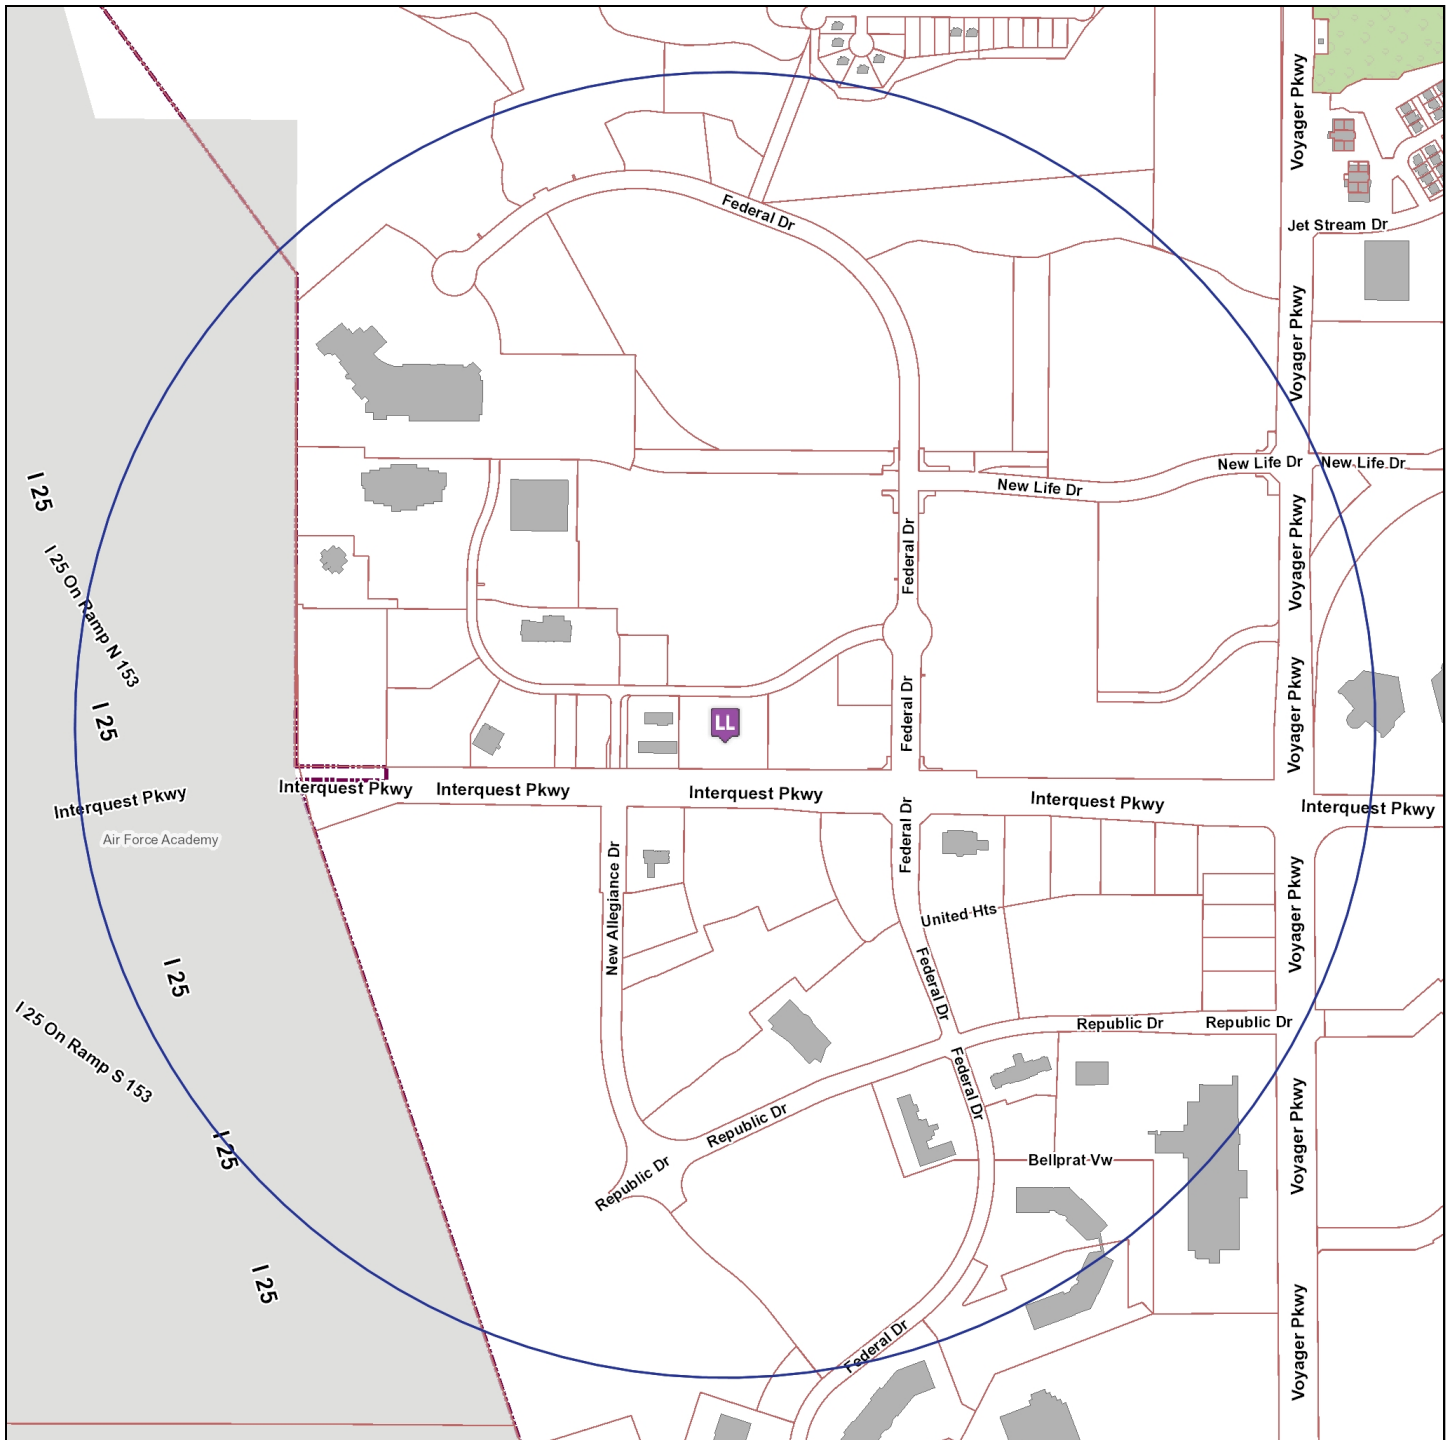 Voyager Pkwy
Federal Dr
Jet Stream Dr
Voyager Pkwy
New Life Dr
New Life Dr
New Life Dr
I 25
Federal Dr
Voyager Pkwy
I 25 On Ramp N 153
I 25
Federal Dr
LL
Voyager Pkwy
Interquest Pkwy
Interquest Pkwy
Interquest Pkwy
Interquest Pkwy
Interquest Pkwy
Interquest Pkwy
Air Force Academy
Federal Dr
New Allegiance Dr
United Hts
Voyager Pkwy
I 25
Federal Dr
Republic Dr
Republic Dr
I 25 On Ramp S 153
Federal Dr
Republic Dr
I 25
Bellprat Vw
Voyager Pkwy
Republic Dr
I 25
Federal Dr
Voyager Pkwy